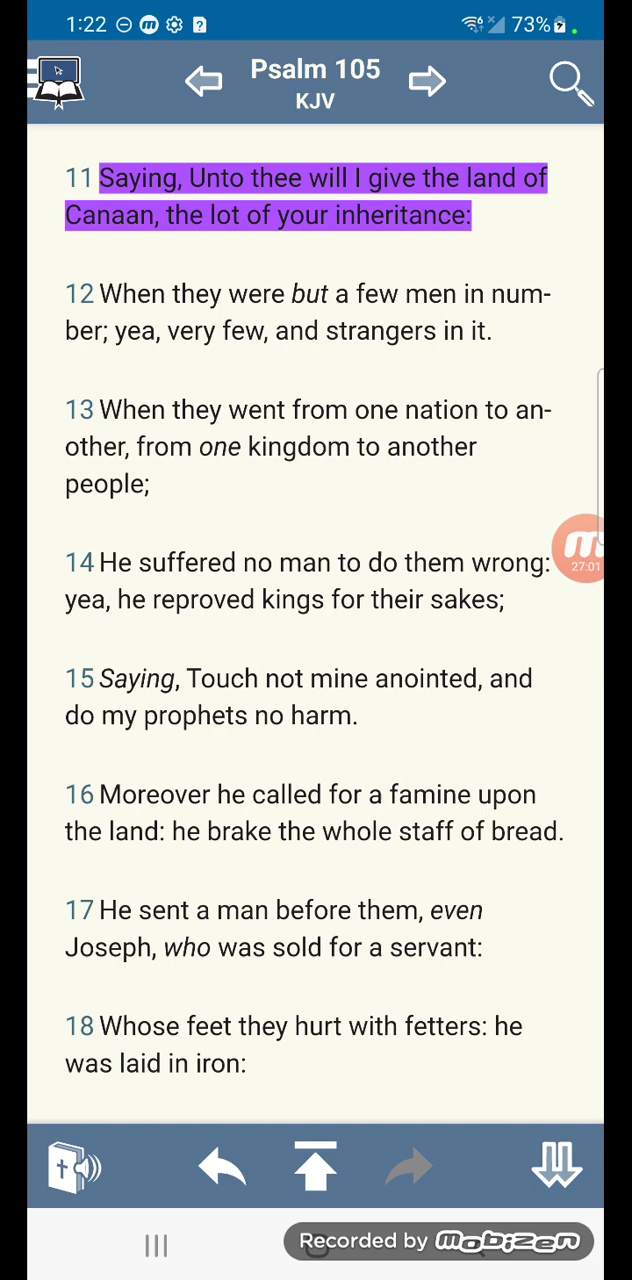 1:22 73%
Psalm 105
KJV
11 Saying, Unto thee will I give the land of
Canaan, the lot of your inheritance:
12 When they were but a few men in num-
ber; yea, very few, and strangers in it.
13 When they went from one nation to an-
other, from one kingdom to another
people;
14 He suffered no man to do them wrong:
yea, he reproved kings for their sakes;
27:01
15 Saying, Touch not mine anointed, and
do my prophets no harm.
16 Moreover he called for a famine upon
the land: he brake the whole staff of bread.
17 He sent a man before them, even
Joseph, who was sold for a servant:
18 Whose feet they hurt with fetters: he
was laid in iron:
Recorded by mobizen